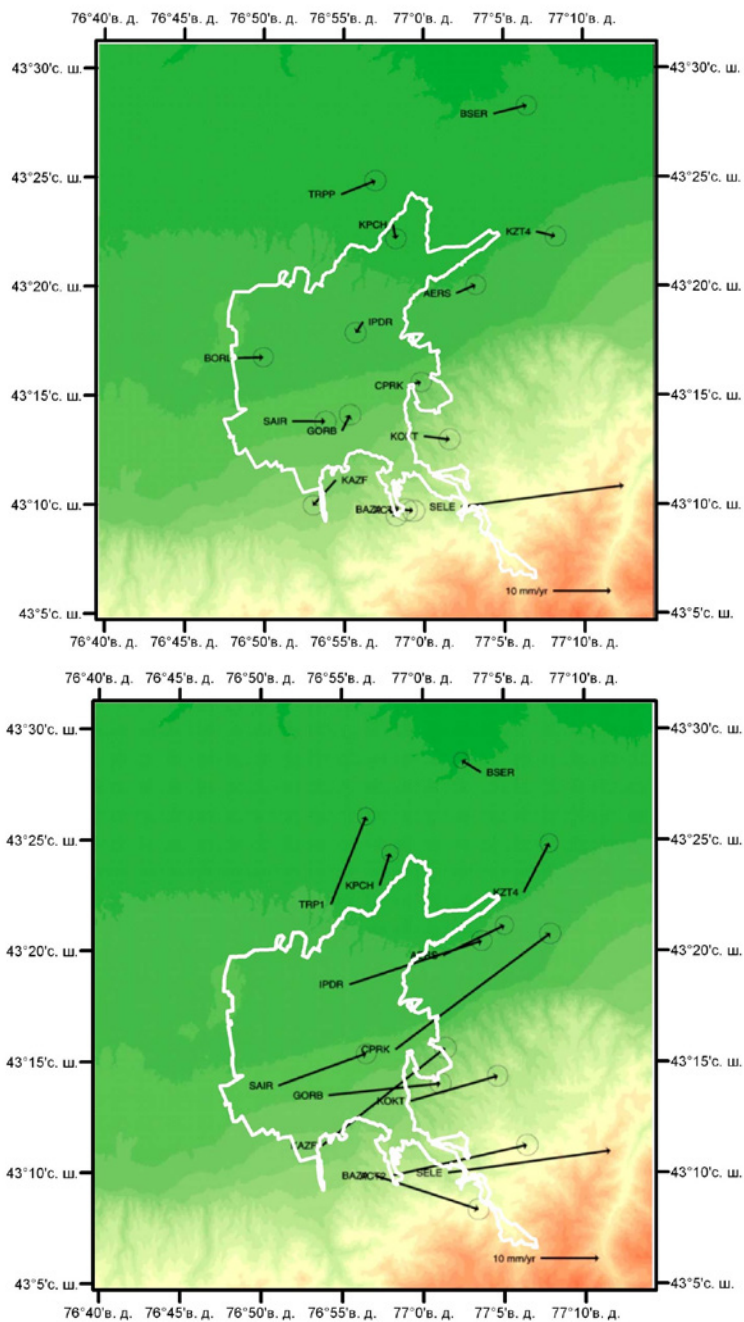 76°40'в. д. 76°45'в. д. 76°50'в. д. 76°55'в. д. 77°0'в. д. 77°5'в. д. 77°10'в. д.
43°30'с. ш. 43°30'с. ш.
BSER
43°25'с. ш. 43°25'с. ш.
TRPP
KPCH
KZT4
43°20'с. ш. 43°20'с. ш.
AERS
IPDR
BORL
CPRK
43°15'с. ш. 43°15'с. ш.
SAIR
GORB
KOKT
KAZF
43°10'с. ш. 43°10'с. ш.
SELE
10 mm/yr
43°5'с. ш. 43°5'с. ш.
76°40'в. д. 76°45'в. д. 76°50'в. д. 76°55'в. д. 77°0'в. д. 77°5'в. д. 77°10'в. д.
76°40'в. д. 76°45'в. д. 76°50'в. д. 76°55'в. д. 77°0'в. д. 77°5'в. д. 77°10'в. д.
43°30'с. ш. 43°30'с. ш.
BSER
43°25'с. ш. 43°25'с. ш.
KPCH
KZT4
TRP1
43°20'с. ш. 43°20'с. ш.
AERS
IPDR
CPRK
43°15'с. ш. 43°15'с. ш.
SAIR
GORB
KOKT
KAZF
43°10'с. ш. 43°10'с. ш.
SELE
10 mm/yr
43°5'с. ш. 43°5'с. ш.
76°40'в. д. 76°45'в. д. 76°50'в. д. 76°55'в. д. 77°0'в. д. 77°5'в. д. 77°10'в. д.